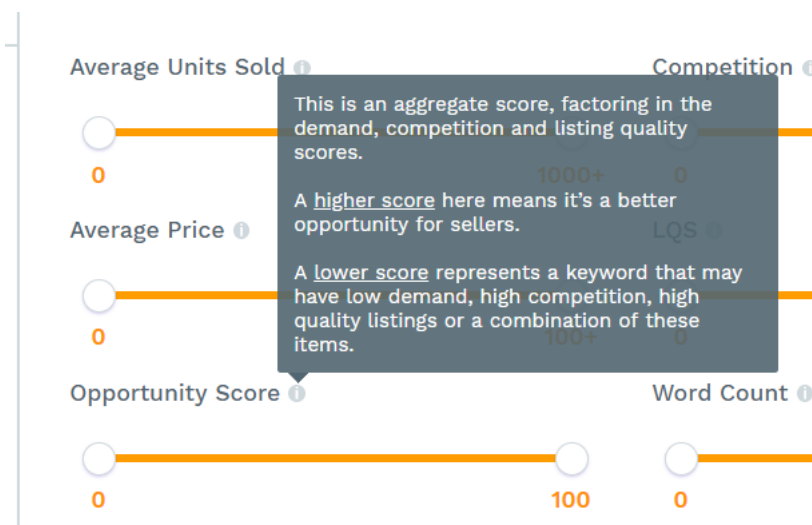 Average Units Sold
Competition
This is an aggregate score, factoring in the
demand, competition and listing quality
scores.
A higher score here means it's a better
opportunity for sellers.
A lower score represents a keyword that may
have low demand, high competition, high
quality listings or a combination of these
items.
0
1000+
0
Average Price
LQS
0
100+
0
Opportunity Score
Word Count
0
100
0